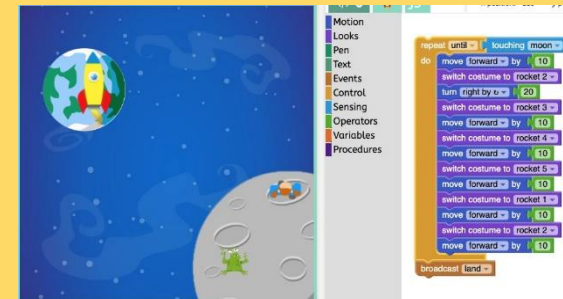 Motion
Looks
Pen
Text
Events
Control
Sensing
Operators
Variables
Procedures
repeat until touching moon
do move forward by 10
switch costume to rocket 2
turn right by 20
switch costume to rocket 3
move forward by 10
switch costume to rocket 4
move forward by 10
switch costume to rocket 5
move forward by 10
switch costume to rocket 1
move forward by 10
switch costume to rocket 2
move forward by 10
broadcast land